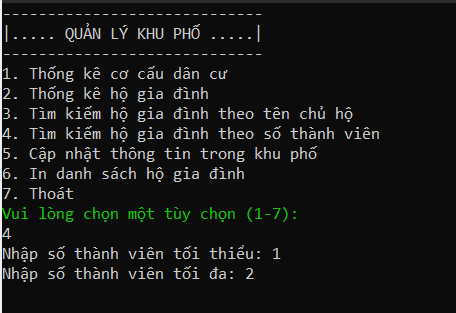 ----------------------------
|..... QUẢN LÝ KHU PHỐ .....|
----------------------------
1. Thống kê cơ cấu dân cư
2. Thống kê hộ gia đình
3. Tìm kiếm hộ gia đình theo tên chủ hộ
4. Tìm kiếm hộ gia đình theo số thành viên
5. Cập nhật thông tin trong khu phố
6. In danh sách hộ gia đình
7. Thoát
Vui lòng chọn một tùy chọn (1-7):
4
Nhập số thành viên tối thiểu: 1
Nhập số thành viên tối đa: 2